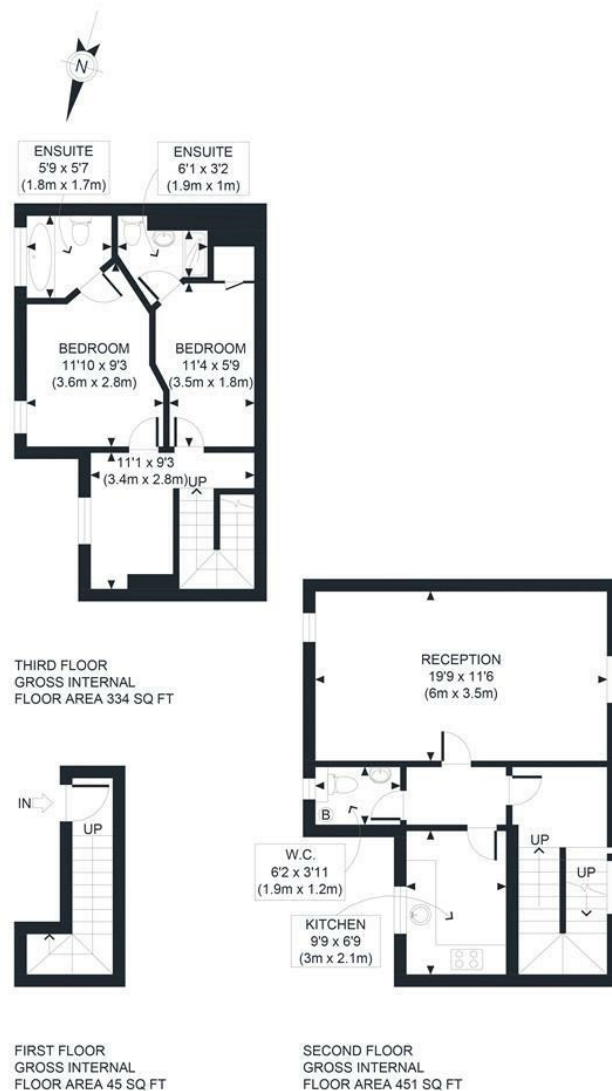 N
ENSUITE
5'9 x 5'7
(1.8m x 1.7m)
ENSUITE
6'1 x 3'2
(1.9m x 1m)
BEDROOM
11'10 x 9'3
(3.6m x 2.8m)
BEDROOM
11'4 x 5'9
(3.5m x 1.8m)
11'1 x 9'3
(3.4m x 2.8m)
UP
THIRD FLOOR
GROSS INTERNAL
FLOOR AREA 334 SQ FT
RECEPTION
19'9 x 11'6
(6m x 3.5m)
IN
UP
B
W.C.
6'2 x 3'11
(1.9m x 1.2m)
UP
UP
KITCHEN
9'9 x 6'9
(3m x 2.1m)
FIRST FLOOR
GROSS INTERNAL
FLOOR AREA 45 SQ FT
SECOND FLOOR
GROSS INTERNAL
FLOOR AREA 451 SQ FT